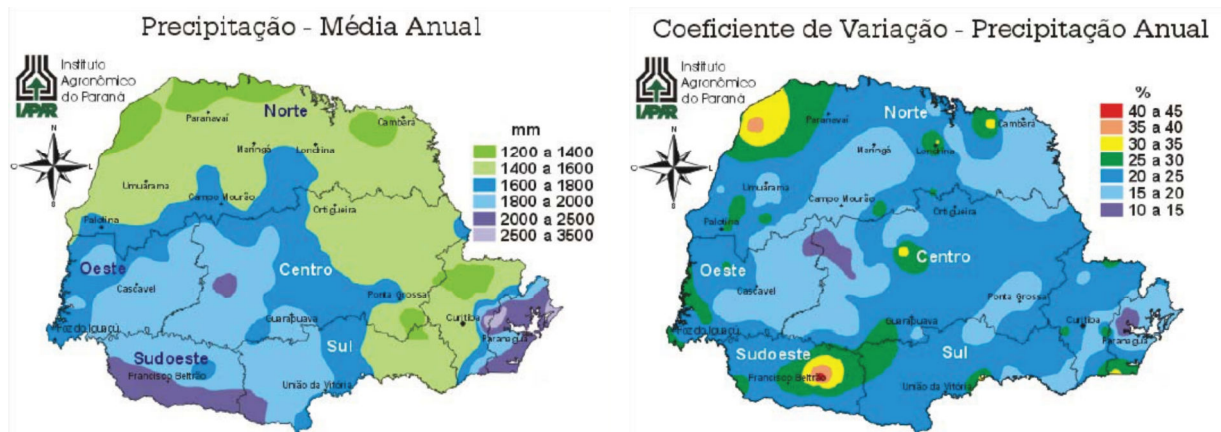 Precipitação - Média Anual
Instituto
Agronômico
do Paraná
IAPAR
Norte
Paranavaí
Cambará
Maringá
Londrina
Umuarama
Campo Mourão
Ortigueira
Palotina
Oeste
Centro
Cascavel
Ponta Grossa
Guarapuava
Curitiba
Foz do Iguaçú
Paranaguá
Sudoeste
Sul
Francisco Beltrão
União da Vitória
mm
1200 a 1400
1400 a 1600
1600 a 1800
1800 a 2000
2000 a 2500
2500 a 3500
Coeficiente de Variação - Precipitação Anual
Instituto
Agronômico
do Paraná
IAPAR
Norte
Paranavaí
Cambará
Maringá
Londrina
Umuarama
Campo Mourão
Ortigueira
Palotina
Oeste
Centro
Cascavel
Ponta Grossa
Guarapuava
Curitiba
Foz do Iguaçú
Paranaguá
Sudoeste
Sul
Francisco Beltrão
União da Vitória
%
40 a 45
35 a 40
30 a 35
25 a 30
20 a 25
15 a 20
10 a 15